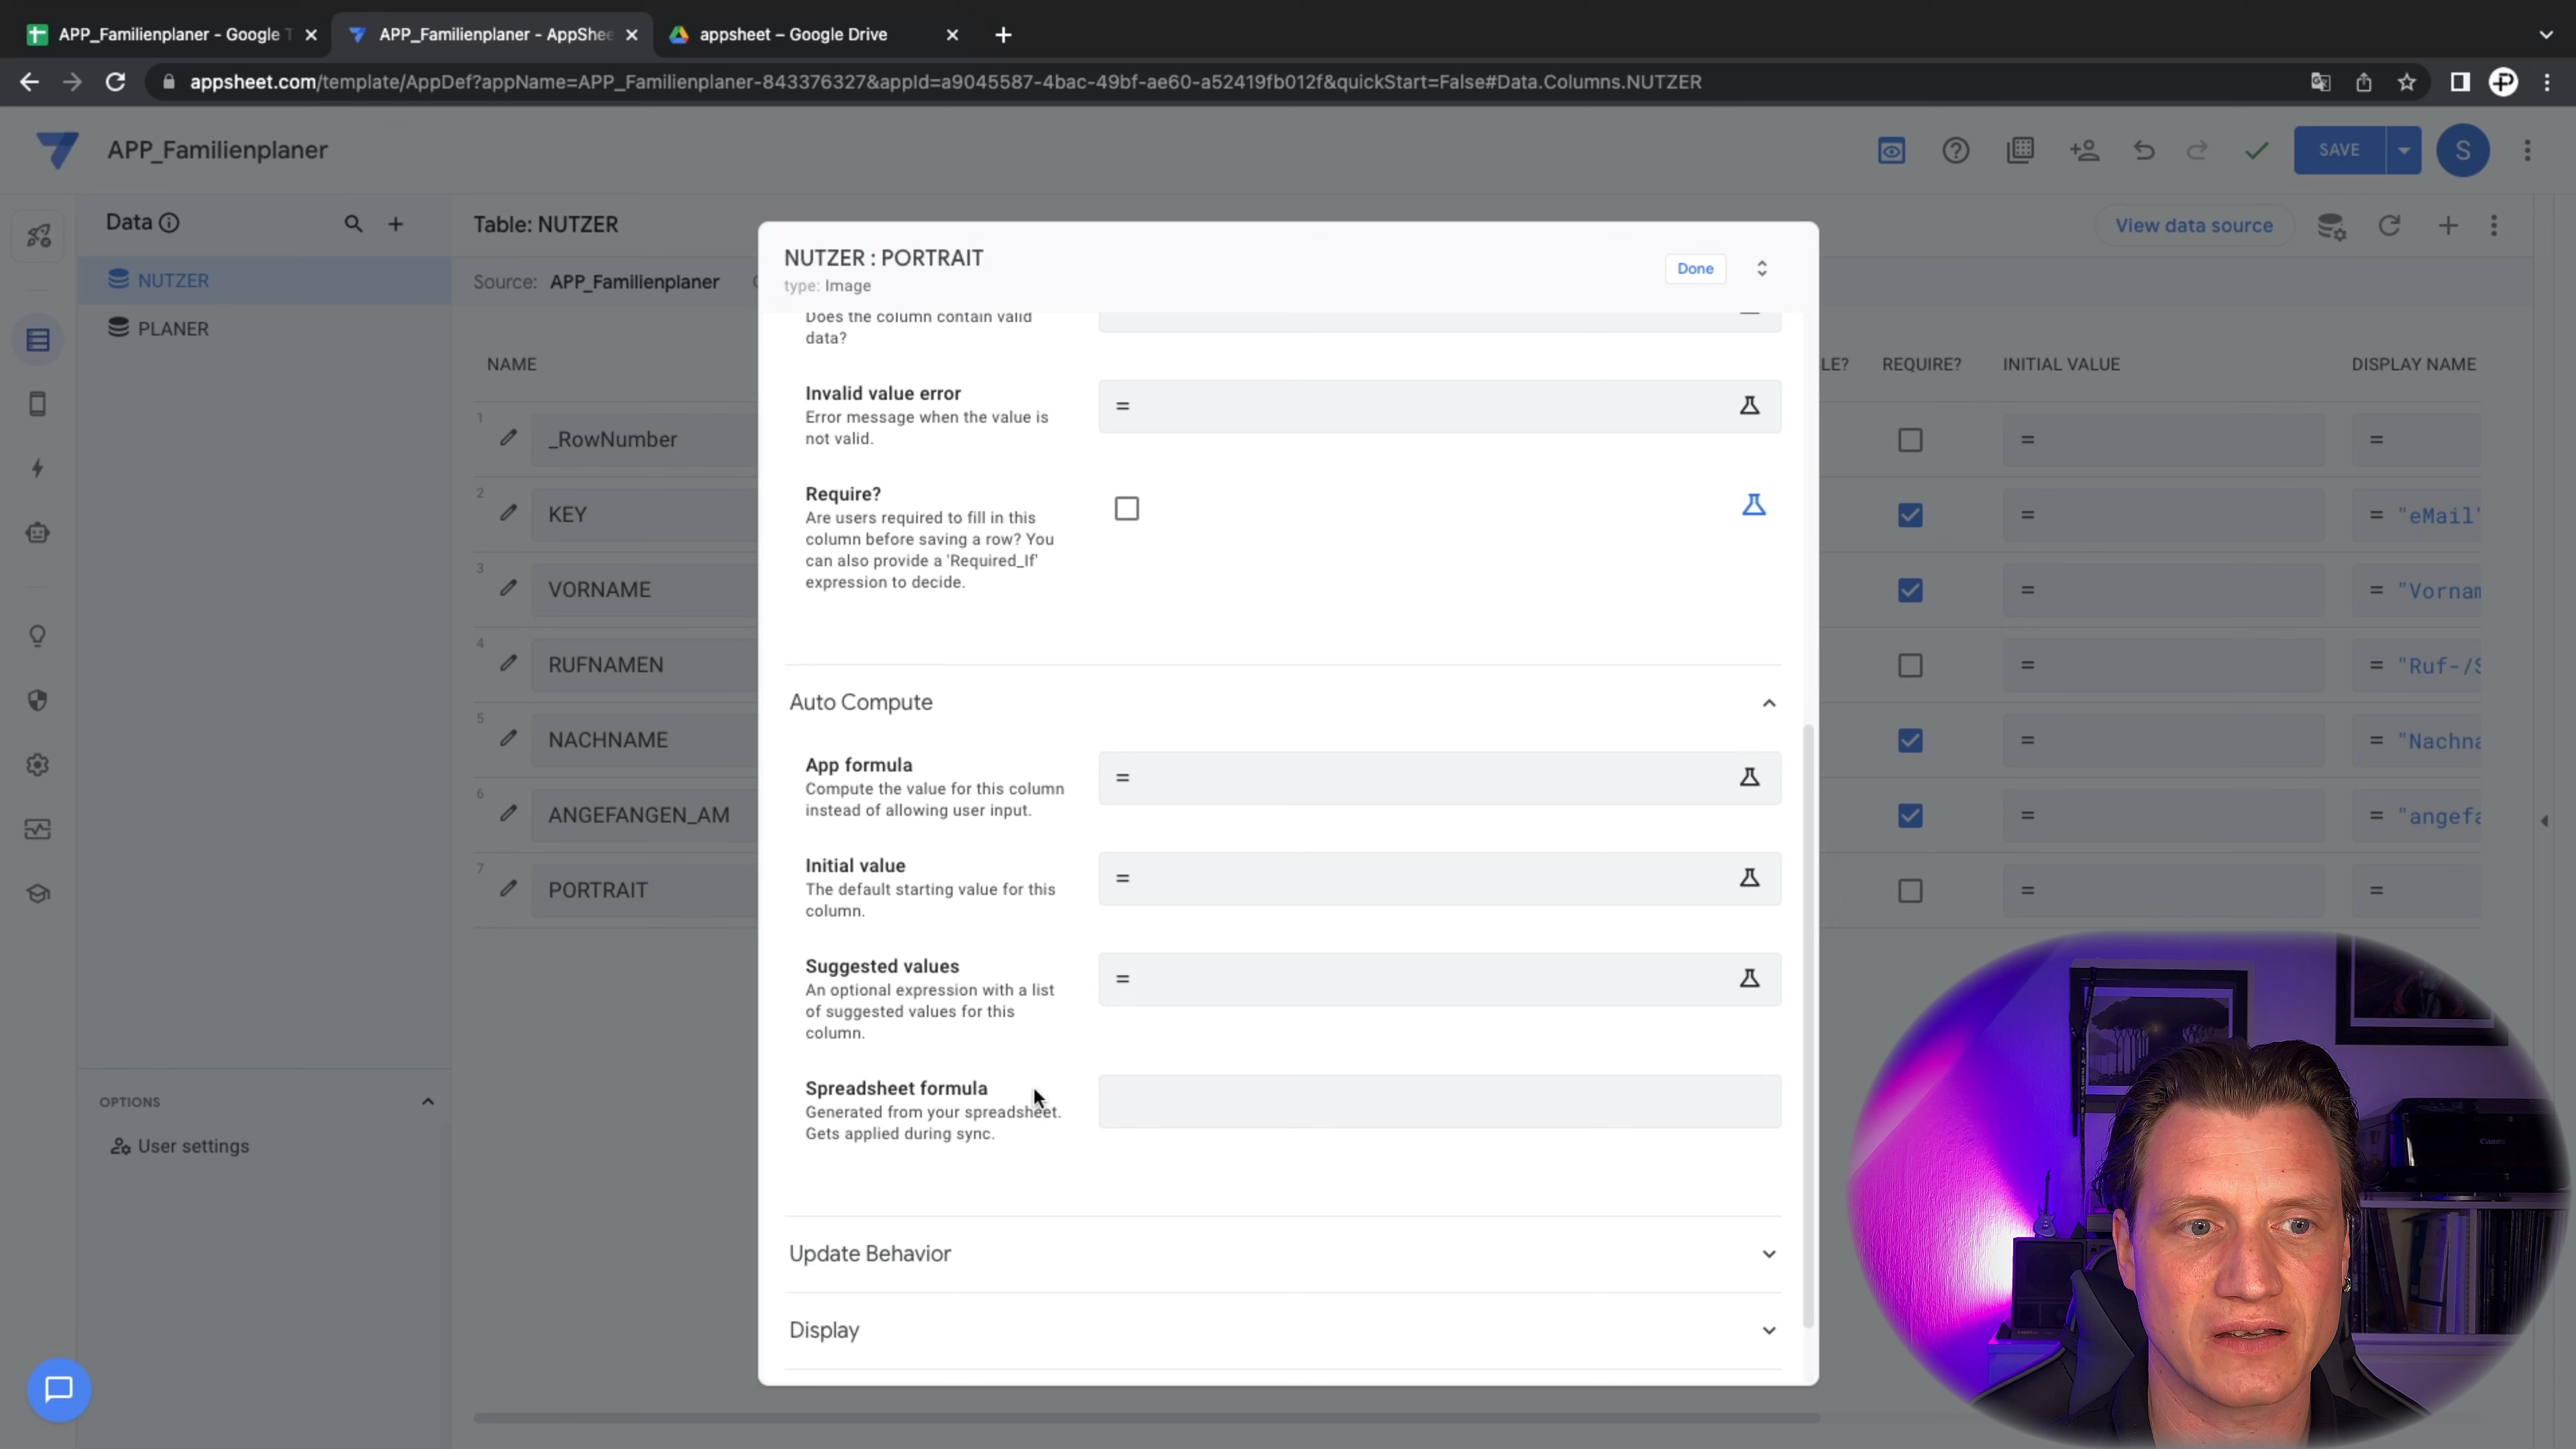 APP_Familienplaner - Google T
APP_Familienplaner - AppShee
appsheet – Google Drive
appsheet.com/template/AppDef?appName=APP_Familienplaner-843376327&appId=a9045587-4bac-49bf-ae60-a52419fb012f&quickStart=False#Data.Columns.NUTZER
APP_Familienplaner
SAVE
S
Data
Table: NUTZER
View data source
NUTZER
PLANER
Source: APP_Familienplaner
NAME
LE?
REQUIRE?
INITIAL VALUE
DISPLAY NAME
1 _RowNumber = =
2 KEY = = "eMail"
3 VORNAME = = "Vornam
4 RUFNAMEN = = "Ruf-/S
5 NACHNAME = = "Nachna
6 ANGEFANGEN_AM = = "angefa
7 PORTRAIT = =
OPTIONS
User settings
NUTZER : PORTRAIT
type: Image
Done
Does the column contain valid
data?
Invalid value error
Error message when the value is
not valid.
=
Require?
Are users required to fill in this
column before saving a row? You
can also provide a 'Required_If'
expression to decide.
Auto Compute
App formula
Compute the value for this column
instead of allowing user input.
=
Initial value
The default starting value for this
column.
=
Suggested values
An optional expression with a list
of suggested values for this
column.
=
Spreadsheet formula
Generated from your spreadsheet.
Gets applied during sync.
Update Behavior
Display
Canon